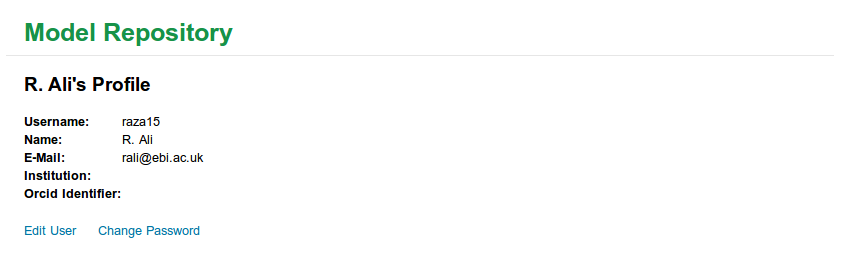 Model Repository
R. Ali's Profile
Username: raza15
Name: R. Ali
E-Mail: rali@ebi.ac.uk
Institution:
Orcid Identifier:
Edit User Change Password